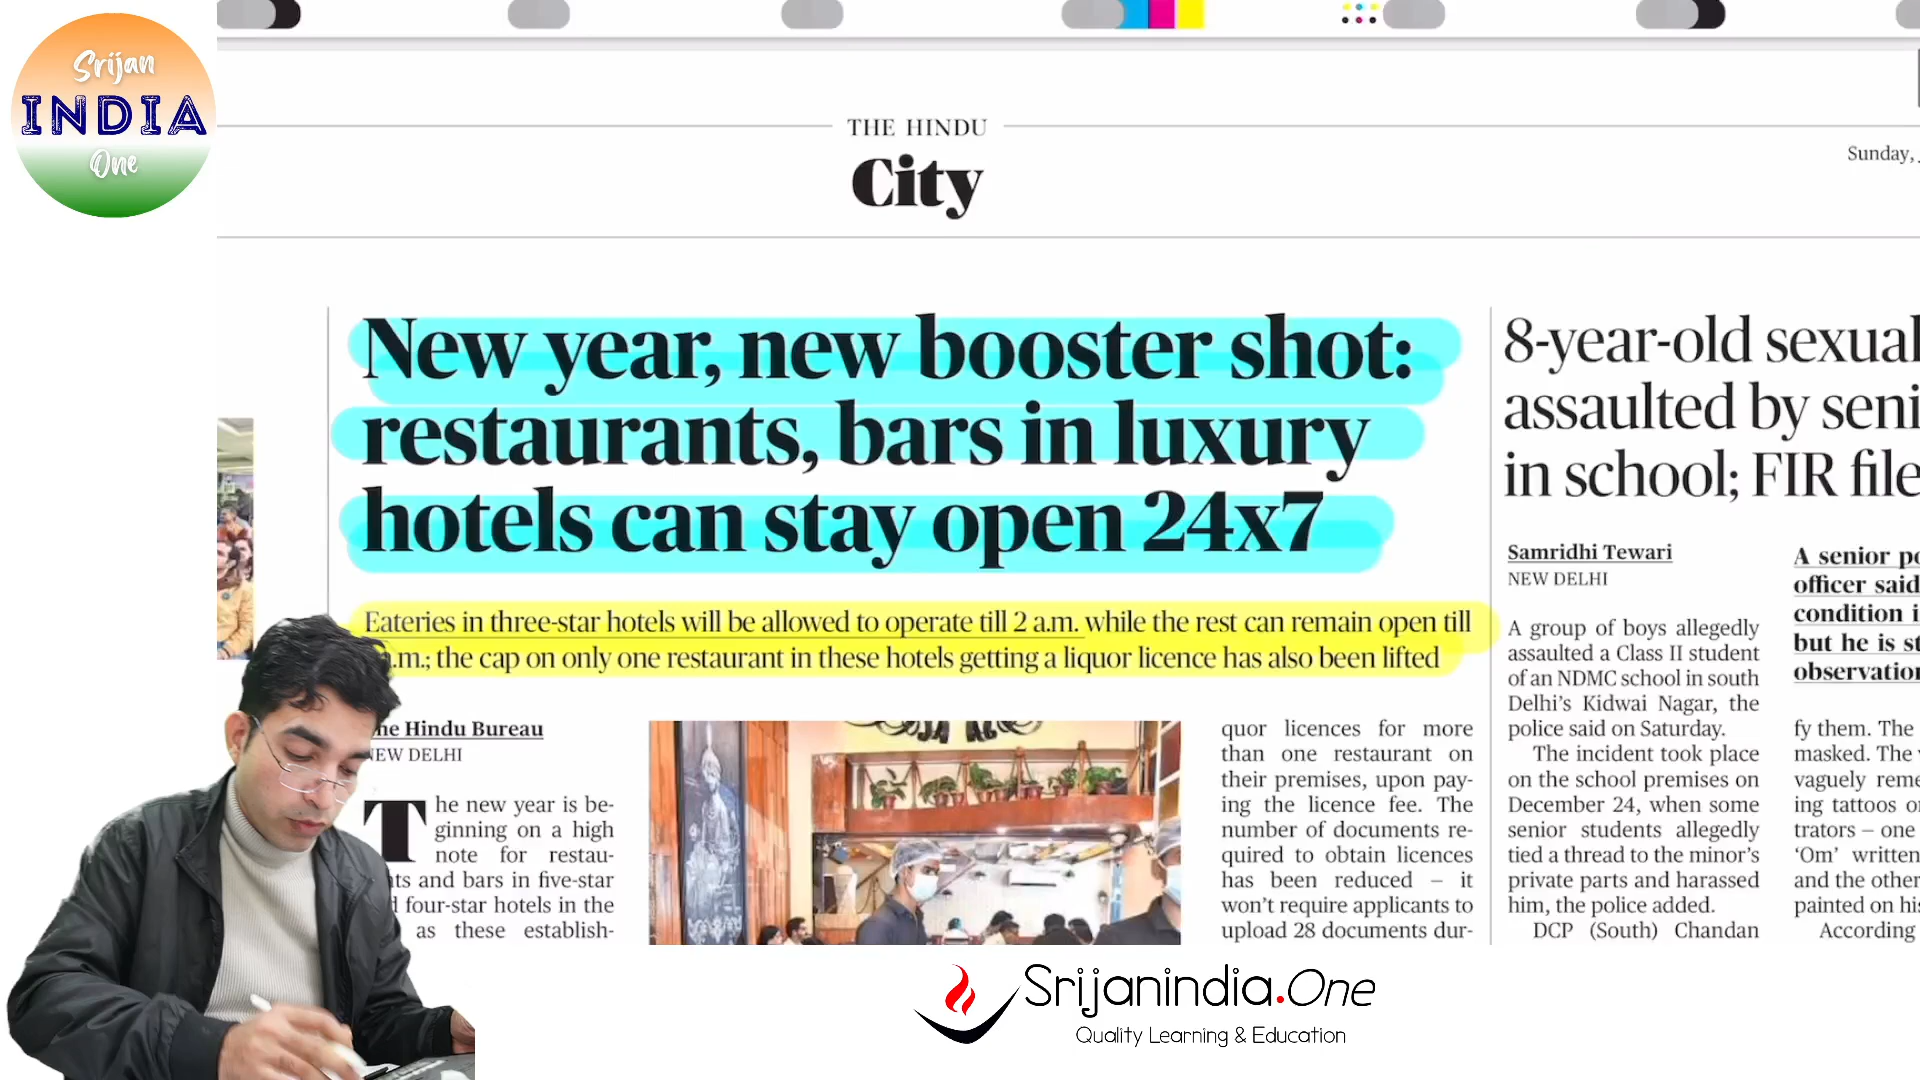 Srijan
INDIA
One
THE HINDU
City
Sunday,
New year, new booster shot:
restaurants, bars in luxury
hotels can stay open 24x7
Eateries in three-star hotels will be allowed to operate till 2 a.m. while the rest can remain open till
a.m.; the cap on only one restaurant in these hotels getting a liquor licence has also been lifted
The Hindu Bureau
NEW DELHI
The new year is be-
ginning on a high
note for restau-
nts and bars in five-star
four-star hotels in the
as these establish-
quor licences for more
than one restaurant on
their premises, upon pay-
ing the licence fee. The
number of documents re-
quired to obtain licences
has been reduced – it
won't require applicants to
upload 28 documents dur-
8-year-old sexual
assaulted by seni
in school; FIR file
Samridhi Tewari
NEW DELHI
A group of boys allegedly
assaulted a Class II student
of an NDMC school in south
Delhi's Kidwai Nagar, the
police said on Saturday.
The incident took place
on the school premises on
December 24, when some
senior students allegedly
tied a thread to the minor's
private parts and harassed
him, the police added.
DCP (South) Chandan
A senior po
officer said
condition i
but he is st
observation
fy them. The
masked. The
vaguely reme
ing tattoos o
trators – one
'Om' written
and the other
painted on his
According
Srijanindia.One
Quality Learning & Education